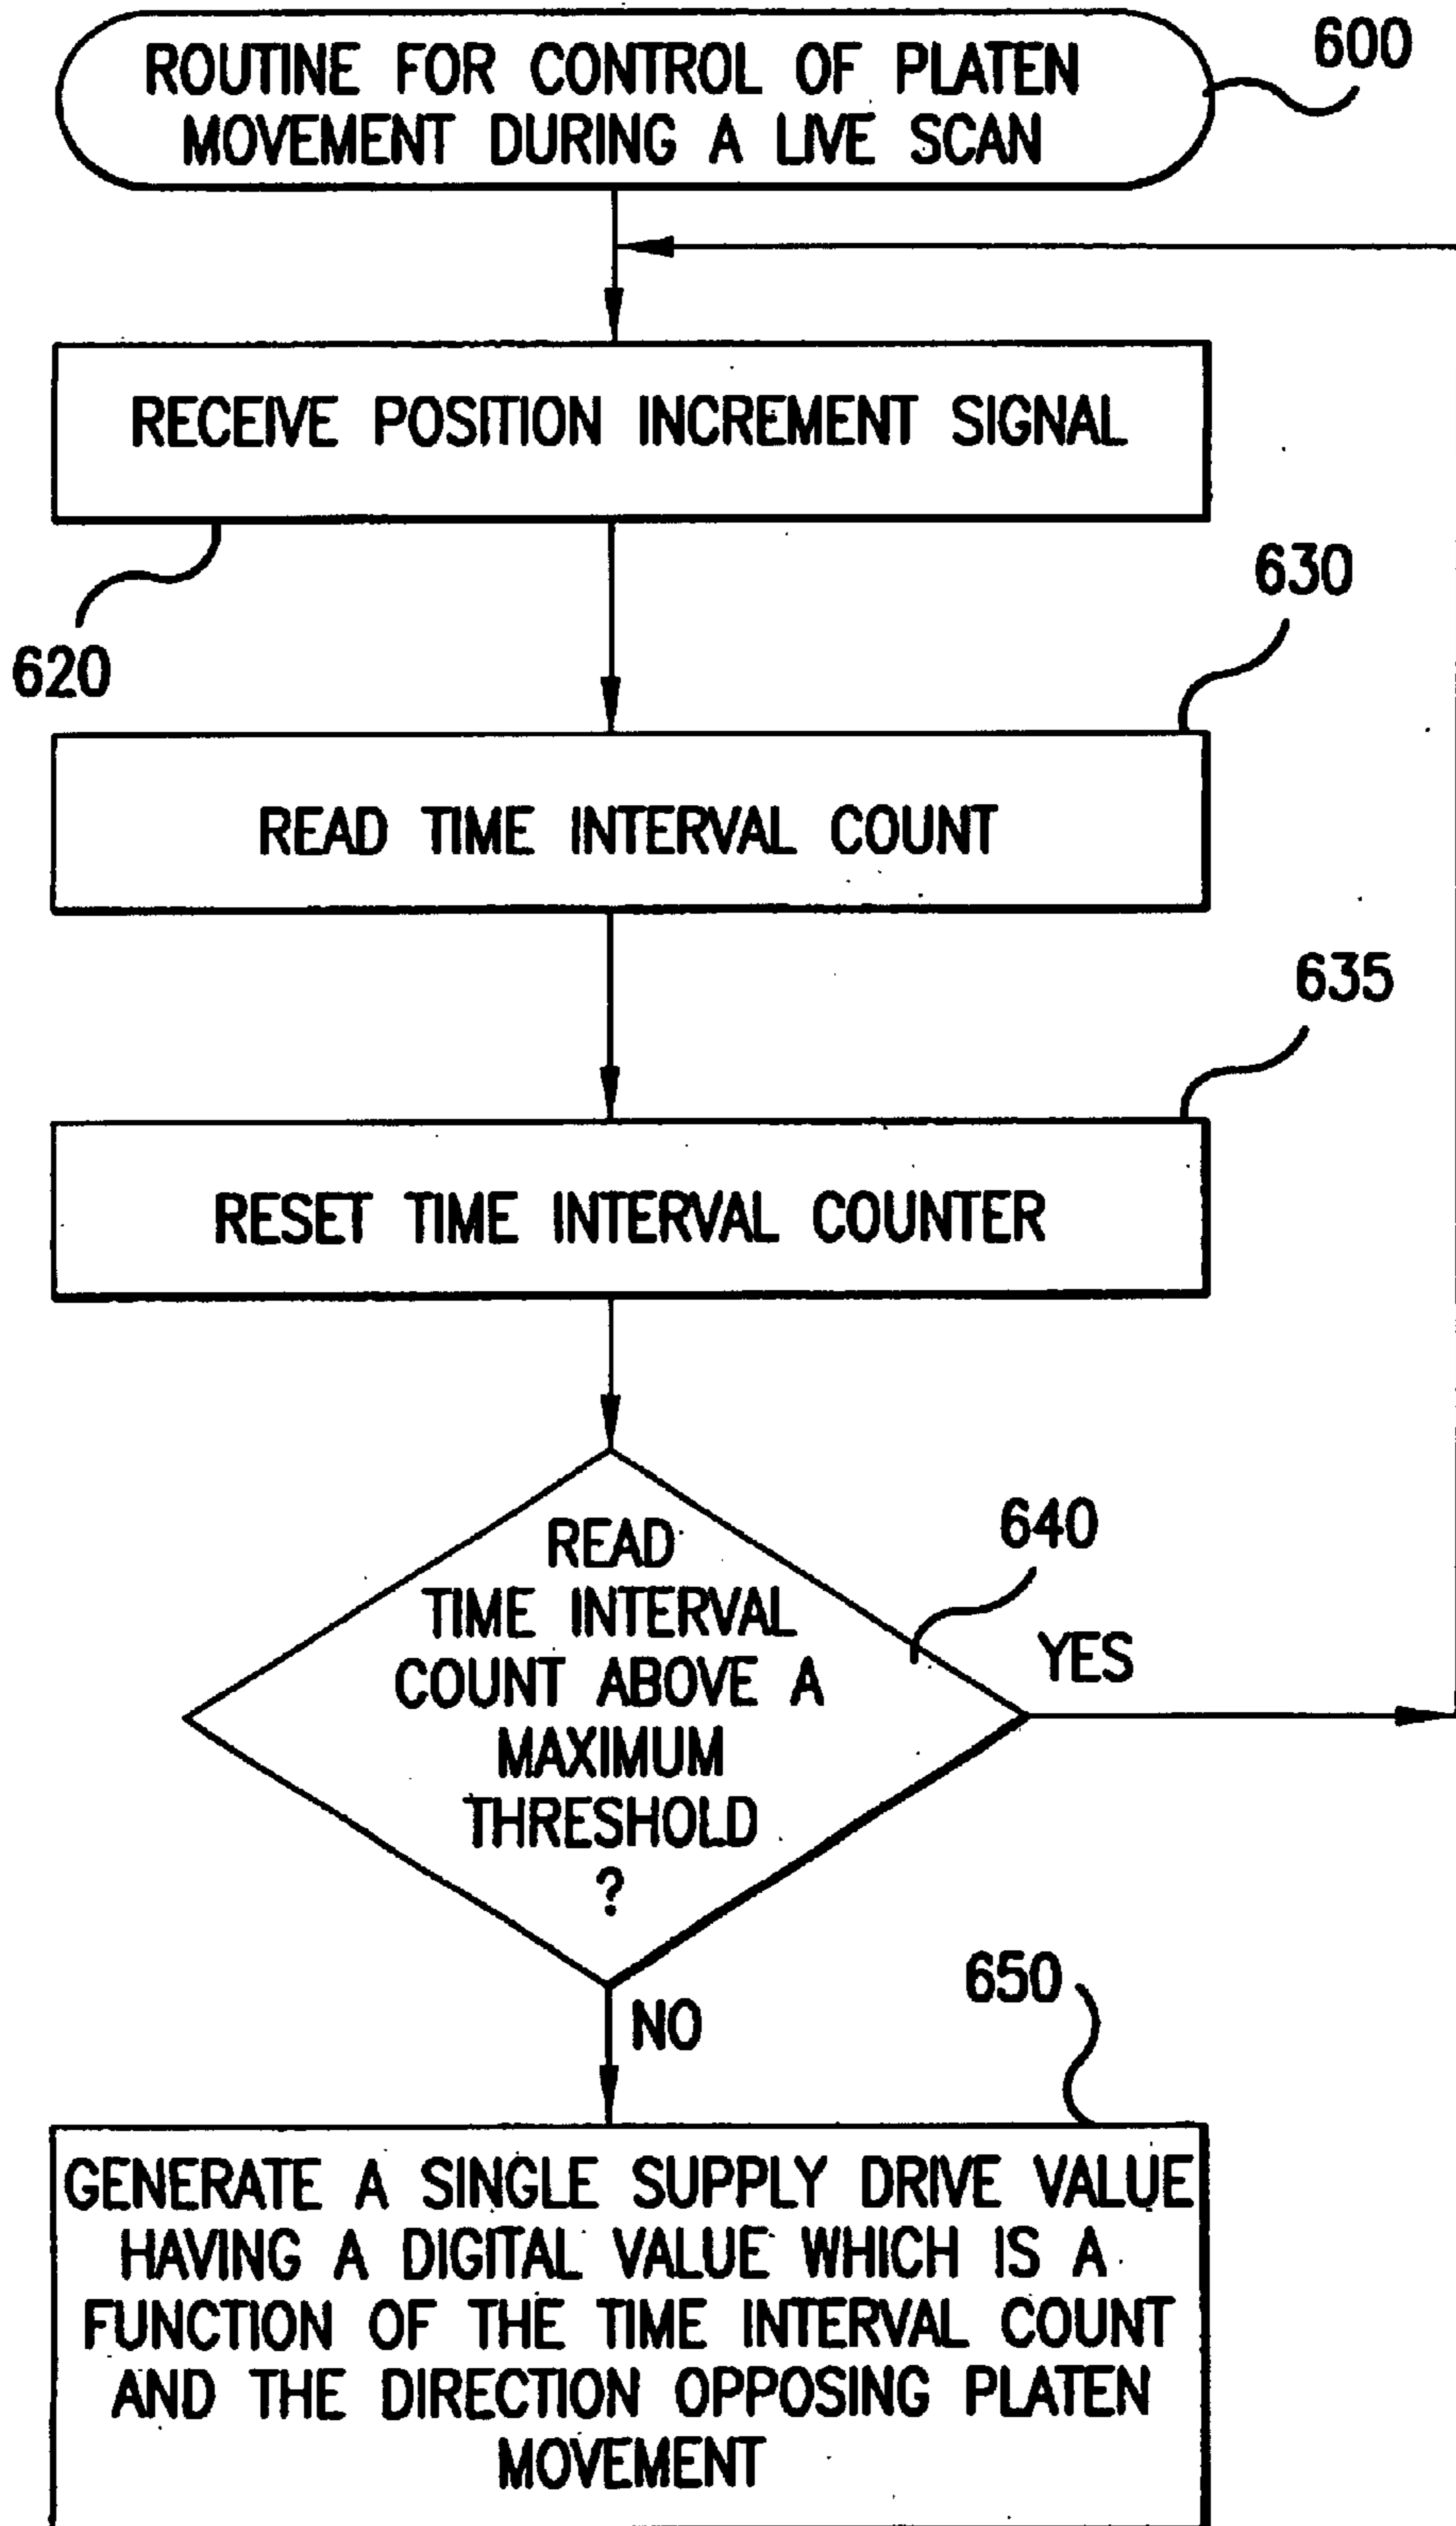 ROUTINE FOR CONTROL OF PLATEN
MOVEMENT DURING A LIVE SCAN
600
RECEIVE POSITION INCREMENT SIGNAL
620
630
READ TIME INTERVAL COUNT
635
RESET TIME INTERVAL COUNTER
READ
TIME INTERVAL
COUNT ABOVE A
MAXIMUM
THRESHOLD
?
640
YES
NO
650
GENERATE A SINGLE SUPPLY DRIVE VALUE
HAVING A DIGITAL VALUE WHICH IS A
FUNCTION OF THE TIME INTERVAL COUNT
AND THE DIRECTION OPPOSING PLATEN
MOVEMENT